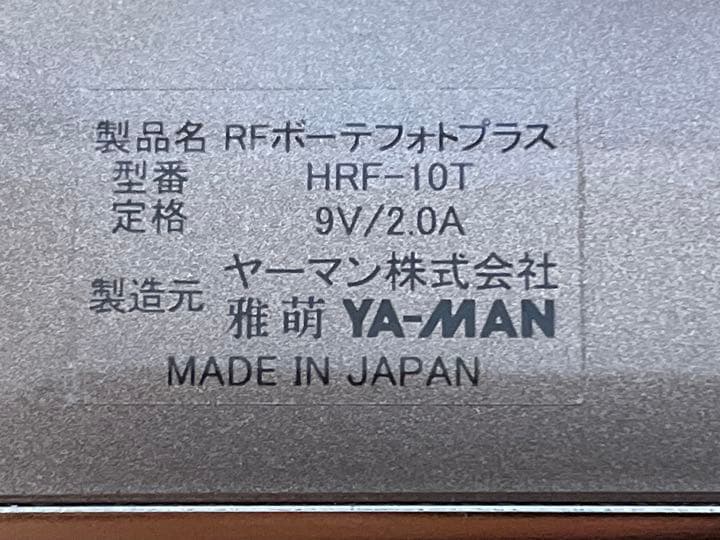 製品名 RFボーテフォトプラス
型番 HRF-10T
定格 9V/2.0A
製造元 ヤーマン株式会社
雅萌 YA-MAN
MADE IN JAPAN